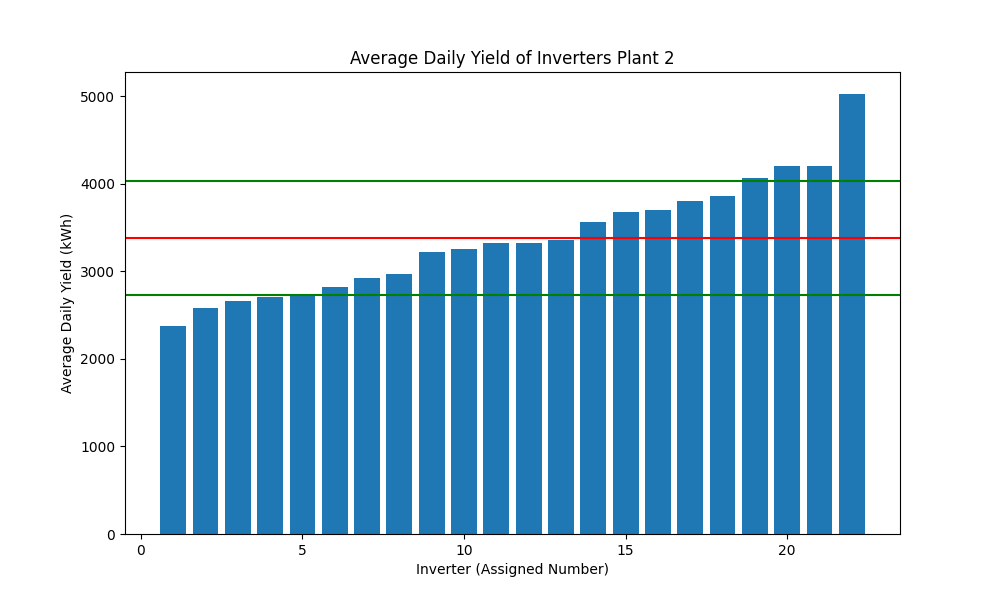 Average Daily Yield of Inverters Plant 2
5000
4000
3000
2000
1000
0
Average Daily Yield (kWh)
0 5 10 15 20
Inverter (Assigned Number)